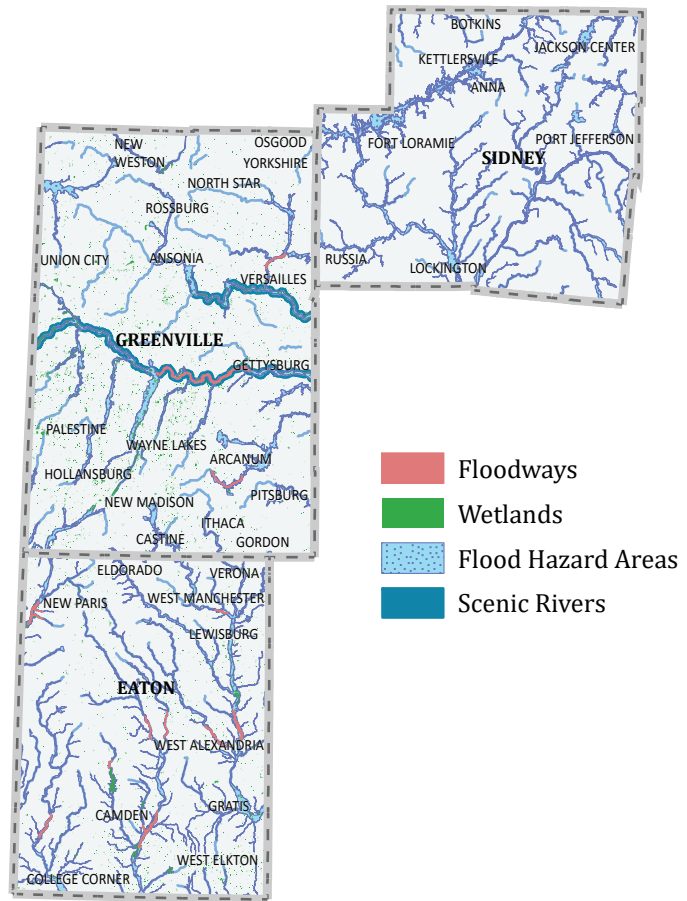 BOTKINS
JACKSON CENTER
KETTLERSVILE
ANNA
FORT LORAMIE
PORT JEFFERSON
SIDNEY
RUSSIA
LOCKINGTON
NEW
WESTON
OSGOOD
YORKSHIRE
NORTH STAR
ROSSBURG
UNION CITY
ANSONIA
VERSAILLES
GREENVILLE
GETTYSBURG
PALESTINE
WAYNE LAKES
ARCANUM
HOLLANSBURG
PITSBURG
NEW MADISON
ITHACA
CASTINE
GORDON
ELDORADO
VERONA
NEW PARIS
WEST MANCHESTER
LEWISBURG
EATON
WEST ALEXANDRIA
GRATIS
CAMDEN
WEST ELKTON
COLLEGE CORNER
Floodways
Wetlands
Flood Hazard Areas
Scenic Rivers